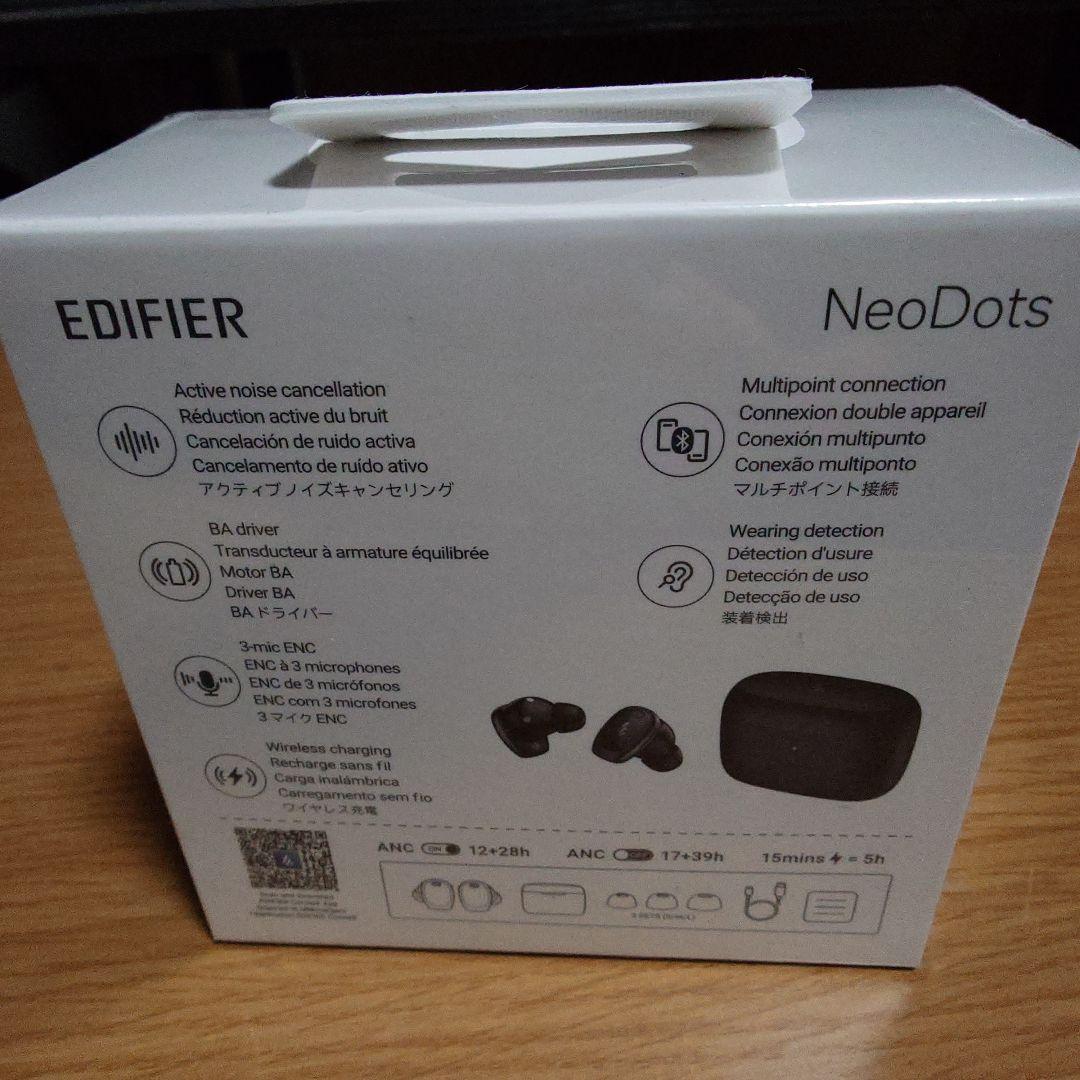 EDIFIER
NeoDots
Active noise cancellation
Réduction active du bruit
Cancelación de ruido activa
Cancelamento de ruído ativo
アクティブノイズキャンセリング
BA driver
Transducteur à armature équilibrée
Motor BA
Driver BA
BAドライバー
3-mic ENC
ENC à 3 microphones
ENC de 3 micrófonos
ENC com 3 microfones
3マイクENC
Wireless charging
Recharge sans fil
Carga inalámbrica
Carregamento sem fio
ワイヤレス充電
Multipoint connection
Connexion double appareil
Conexión multipunto
Conexão multiponto
マルチポイント接続
Wearing detection
Détection d'usure
Detección de uso
Detecção de uso
装着検出
ANC ON 12+28h
ANC OFF 17+39h
15mins = 5h
3 SETS (S/M/L)